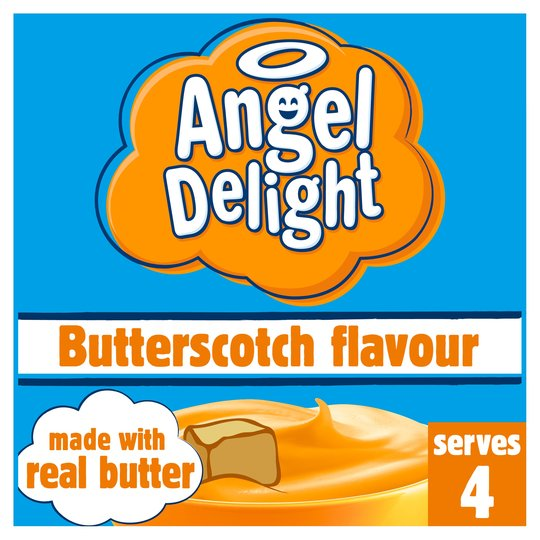 Angel
Delight
Butterscotch flavour
made with
real butter
serves
4